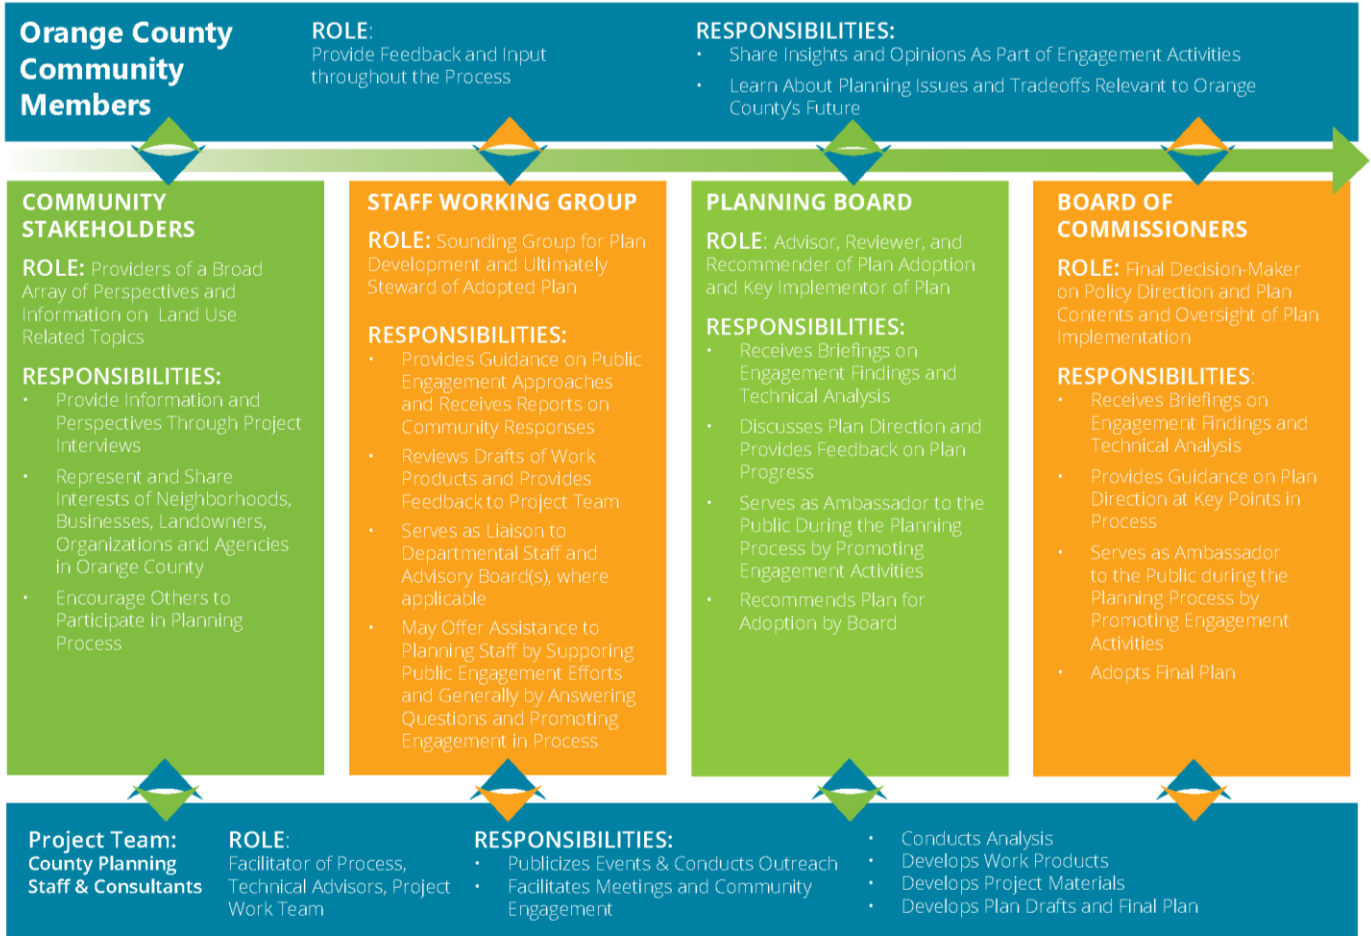 Orange County
Community
Members
ROLE:
Provide Feedback and Input
throughout the Process
RESPONSIBILITIES:
• Share Insights and Opinions As Part of Engagement Activities
• Learn About Planning Issues and Tradeoffs Relevant to Orange
County's Future
COMMUNITY
STAKEHOLDERS
ROLE: Providers of a Broad
Array of Perspectives and
Information on Land Use
Related Topics
RESPONSIBILITIES:
• Provide Information and
Perspectives Through Project
Interviews
• Represent and Share
Interests of Neighborhoods,
Businesses, Landowners,
Organizations and Agencies
in Orange County
• Encourage Others to
Participate in Planning
Process
STAFF WORKING GROUP
ROLE: Sounding Group for Plan
Development and Ultimately
Steward of Adopted Plan
RESPONSIBILITIES:
• Provides Guidance on Public
Engagement Approaches
and Receives Reports on
Community Responses
• Reviews Drafts of Work
Products and Provides
Feedback to Project Team
• Serves as Liaison to
Departmental Staff and
Advisory Board(s), where
applicable
• May Offer Assistance to
Planning Staff by Supporing
Public Engagement Efforts
and Generally by Answering
Questions and Promoting
Engagement in Process
PLANNING BOARD
ROLE: Advisor, Reviewer, and
Recommender of Plan Adoption
and Key Implementor of Plan
RESPONSIBILITIES:
• Receives Briefings on
Engagement Findings and
Technical Analysis
• Discusses Plan Direction and
Provides Feedback on Plan
Progress
• Serves as Ambassador to the
Public During the Planning
Process by Promoting
Engagement Activities
• Recommends Plan for
Adoption by Board
BOARD OF
COMMISSIONERS
ROLE: Final Decision-Maker
on Policy Direction and Plan
Contents and Oversight of Plan
Implementation
RESPONSIBILITIES:
• Receives Briefings on
Engagement Findings and
Technical Analysis
• Provides Guidance on Plan
Direction at Key Points in
Process
• Serves as Ambassador
to the Public during the
Planning Process by
Promoting Engagement
Activities
• Adopts Final Plan
Project Team:
County Planning
Staff & Consultants
ROLE:
Facilitator of Process,
Technical Advisors, Project
Work Team
RESPONSIBILITIES:
• Publicizes Events & Conducts Outreach
• Facilitates Meetings and Community
Engagement
• Conducts Analysis
• Develops Work Products
• Develops Project Materials
• Develops Plan Drafts and Final Plan